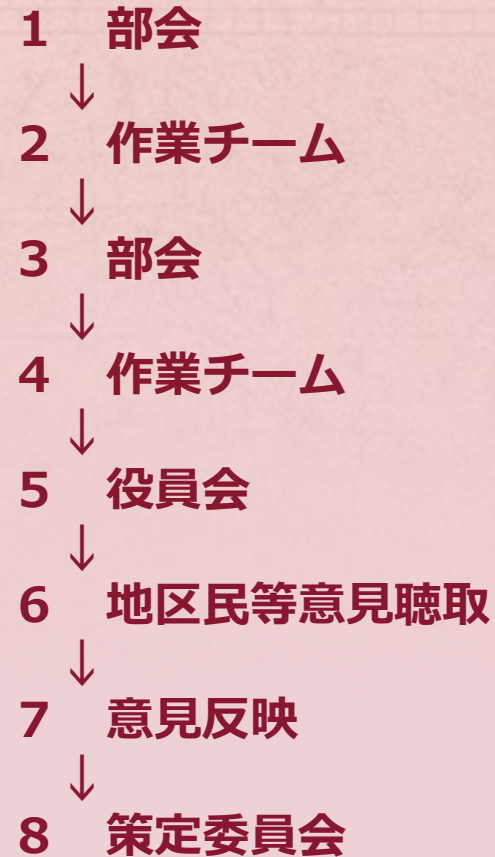 1 部会
↓
2 作業チーム
↓
3 部会
↓
4 作業チーム
↓
5 役員会
↓
6 地区民等意見聴取
↓
7 意見反映
↓
8 策定委員会